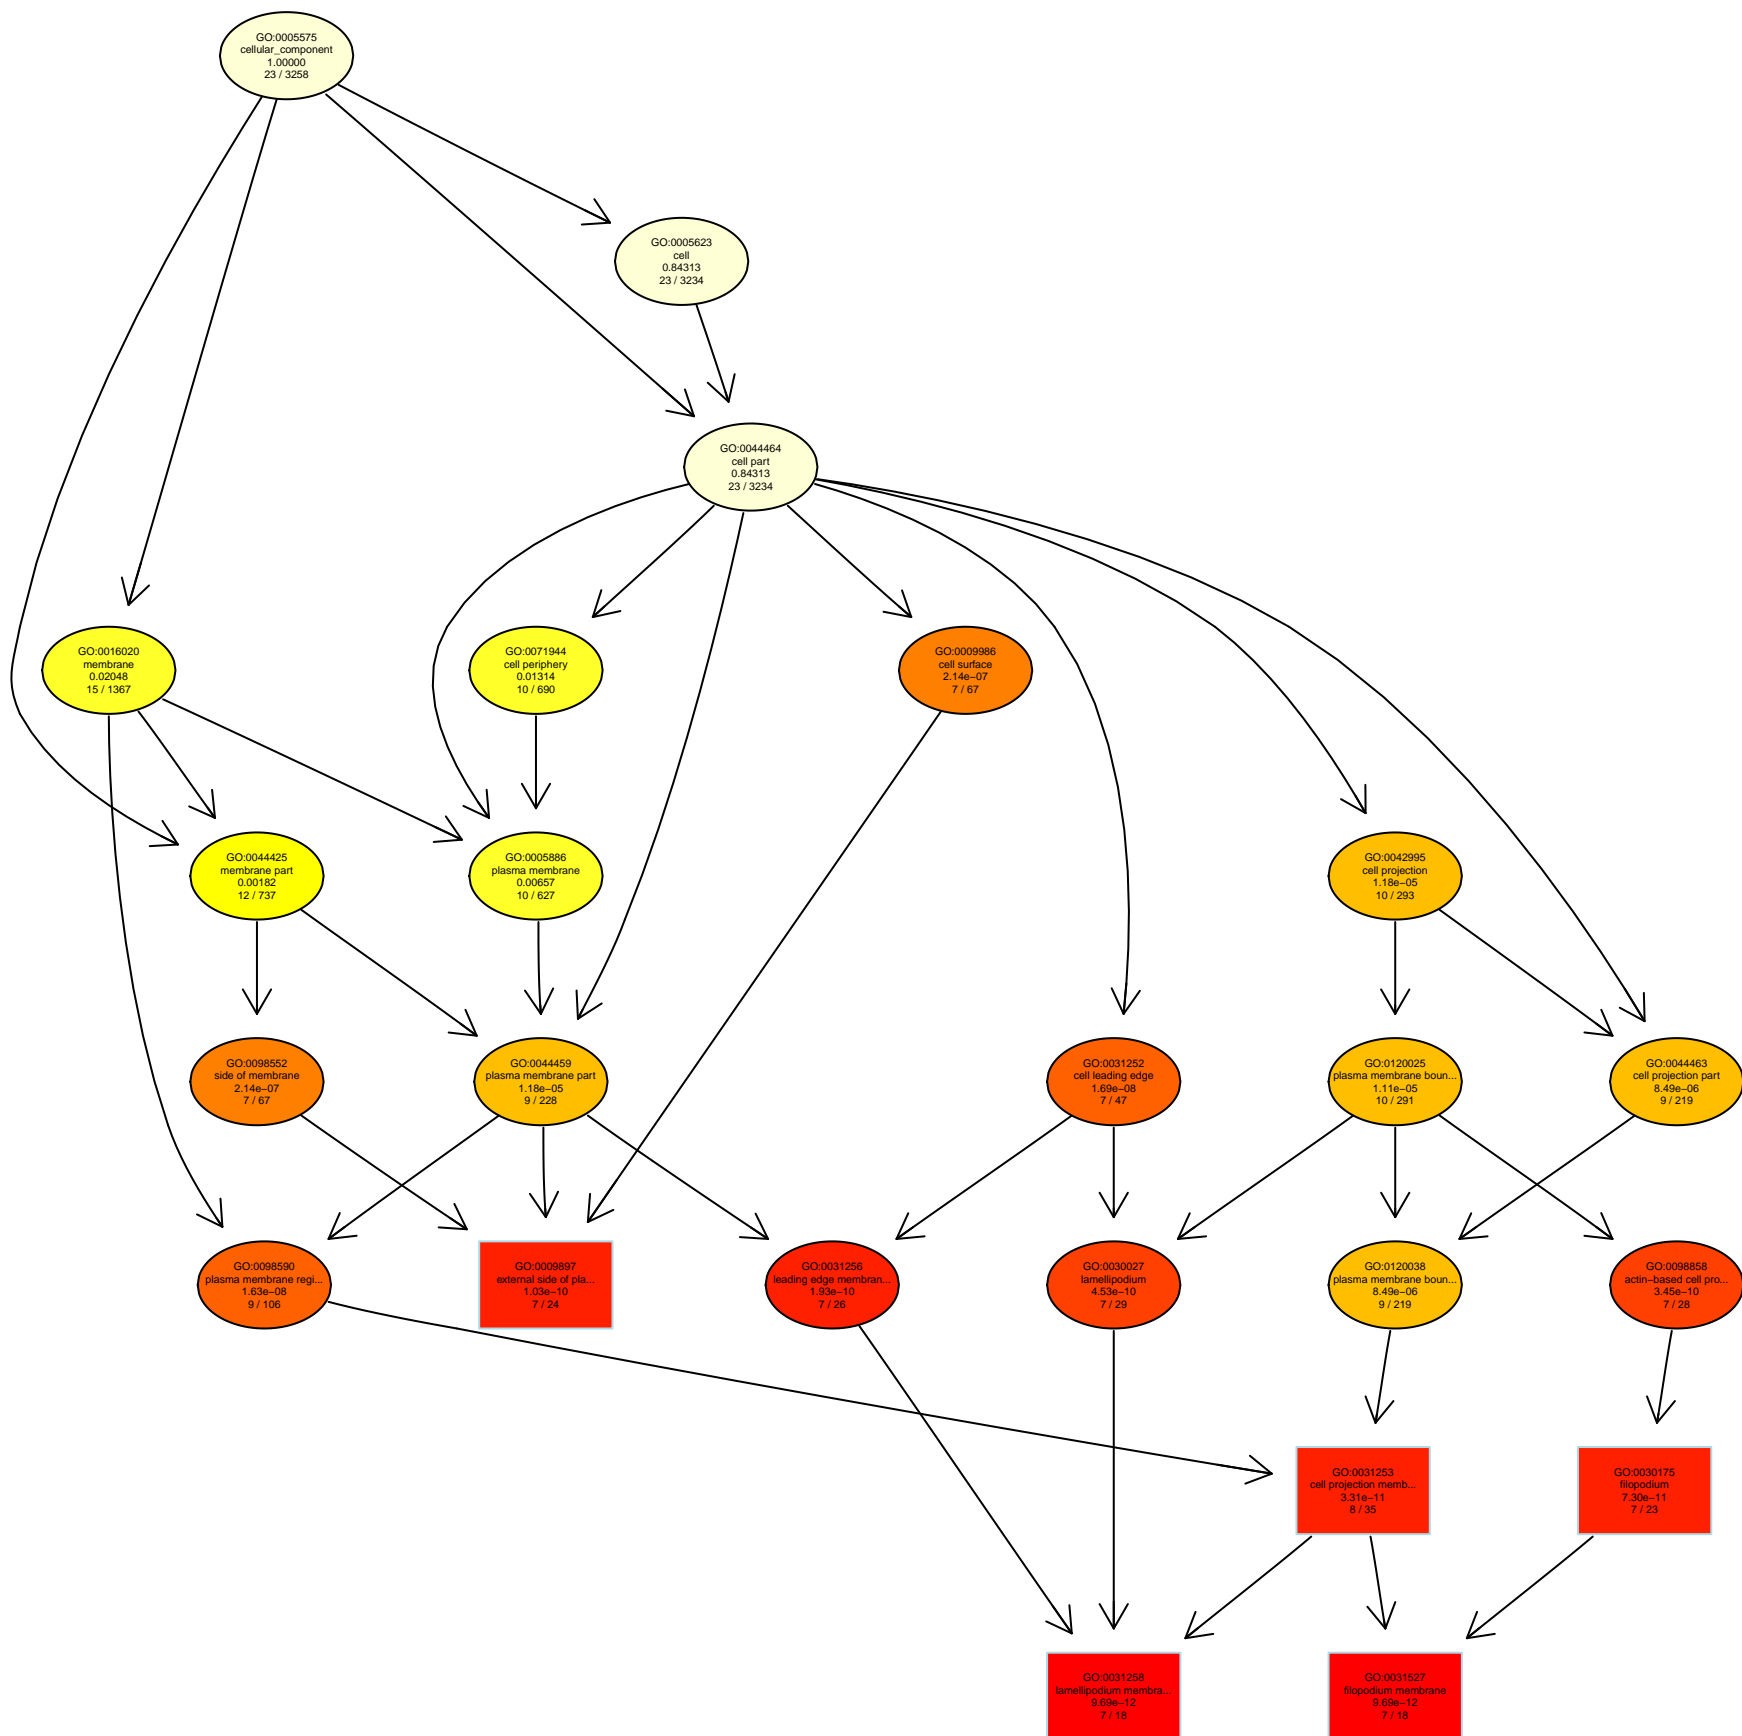 GO:0005575
cellular_component
1.00000
23 / 3258
GO:0005623
cell
0.84313
23 / 3234
GO:0044464
cell part
0.84313
23 / 3234
GO:0016020
membrane
0.02048
15 / 1367
GO:0071944
cell periphery
0.01314
10 / 690
GO:0009986
cell surface
2.14e−07
7 / 67
GO:0044425
membrane part
0.00182
12 / 737
GO:0005886
plasma membrane
0.00657
10 / 627
GO:0042995
cell projection
1.18e−05
10 / 293
GO:0098552
side of membrane
2.14e−07
7 / 67
GO:0044459
plasma membrane part
1.18e−05
9 / 228
GO:0031252
cell leading edge
1.69e−08
7 / 47
GO:0120025
plasma membrane boun...
1.11e−05
10 / 291
GO:0044463
cell projection part
8.49e−06
9 / 219
GO:0098590
plasma membrane regi...
1.63e−08
9 / 106
GO:0009897
external side of pla...
1.03e−10
7 / 24
GO:0031256
leading edge membran...
1.93e−10
7 / 26
GO:0030027
lamellipodium
4.53e−10
7 / 29
GO:0120038
plasma membrane boun...
8.49e−06
9 / 219
GO:0098858
actin−based cell pro...
3.45e−10
7 / 28
GO:0031253
cell projection memb...
3.31e−11
8 / 35
GO:0030175
filopodium
7.30e−11
7 / 23
GO:0031258
lamellipodium membra...
9.69e−12
7 / 18
GO:0031527
filopodium membrane
9.69e−12
7 / 18